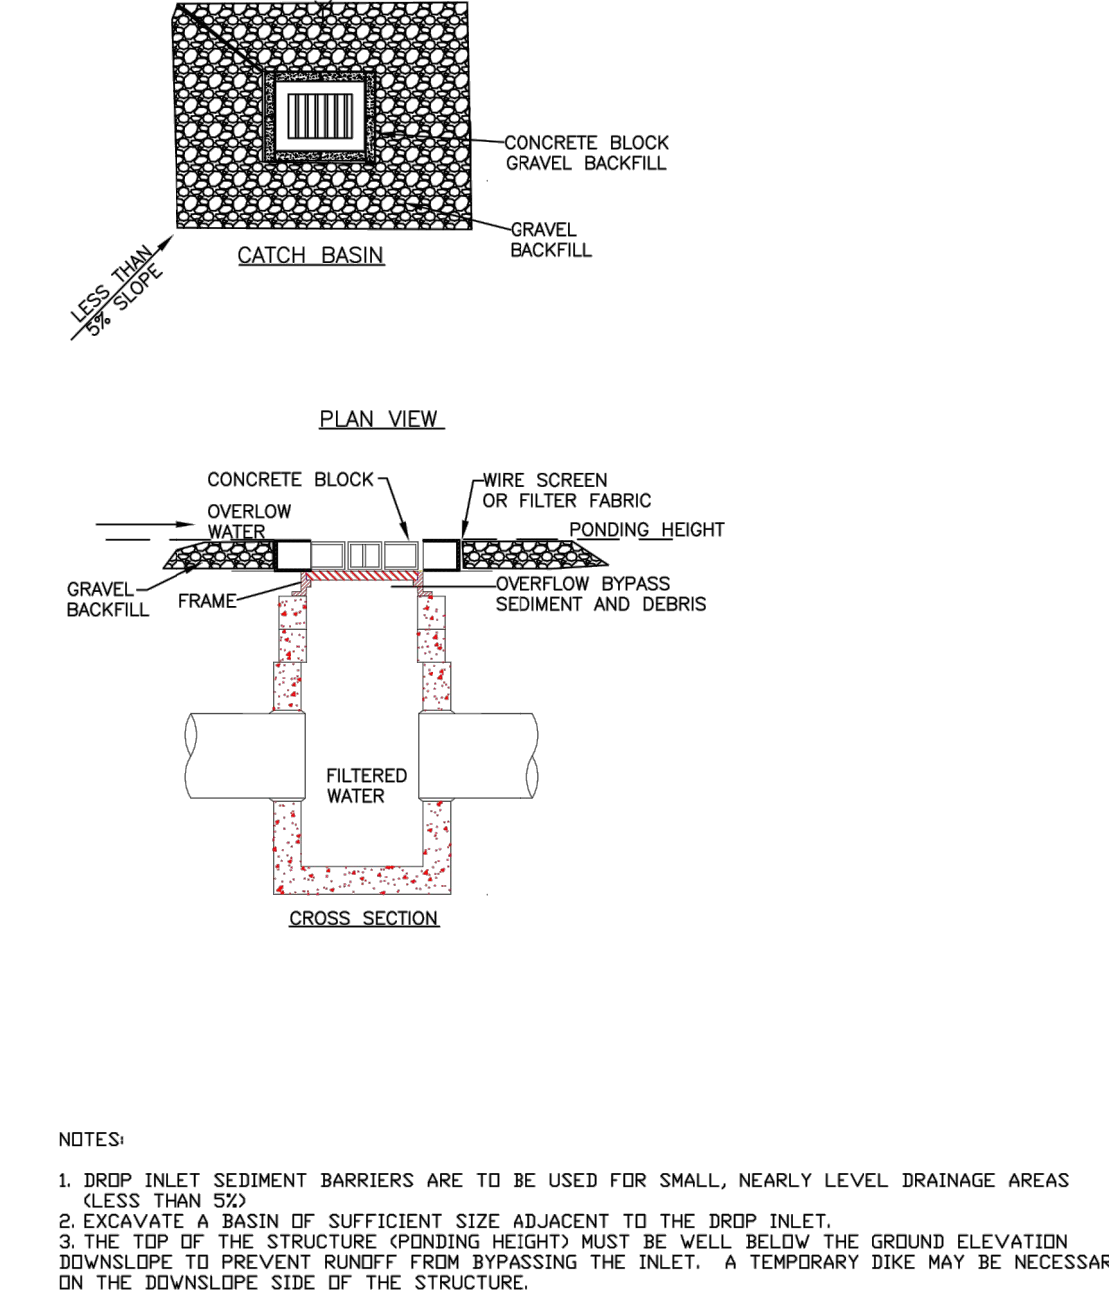 CONCRETE BLOCK
GRAVEL BACKFILL
GRAVEL
BACKFILL
CATCH BASIN
LESS THAN
5% SLOPE
PLAN VIEW
CONCRETE BLOCK
WIRE SCREEN
OR FILTER FABRIC
OVERLOW
WATER
PONDING HEIGHT
GRAVEL
BACKFILL
FRAME
OVERFLOW BYPASS
SEDIMENT AND DEBRIS
FILTERED
WATER
CROSS SECTION
NOTES:
1. DROP INLET SEDIMENT BARRIERS ARE TO BE USED FOR SMALL, NEARLY LEVEL DRAINAGE AREAS
(LESS THAN 5%)
2. EXCAVATE A BASIN OF SUFFICIENT SIZE ADJACENT TO THE DROP INLET.
3. THE TOP OF THE STRUCTURE (PONDING HEIGHT) MUST BE WELL BELOW THE GROUND ELEVATION
DOWNSLOPE TO PREVENT RUNOFF FROM BYPASSING THE INLET. A TEMPORARY DIKE MAY BE NECESSAR
ON THE DOWNSLOPE SIDE OF THE STRUCTURE.